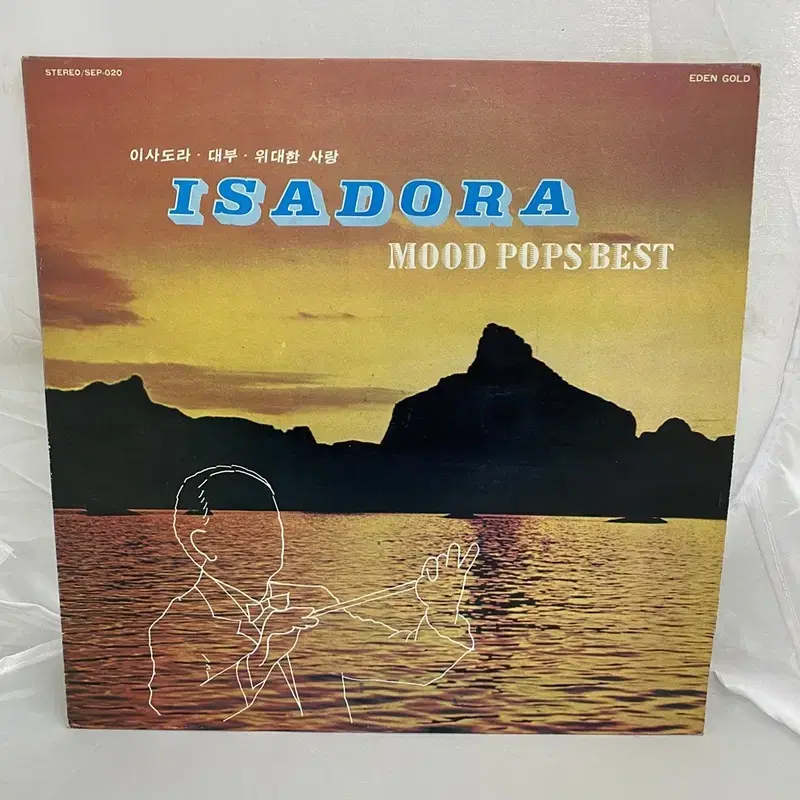 STEREO/SEP-020
EDEN GOLD
이사도라 · 대부 · 위대한 사랑
ISADORA
MOOD POPS BEST